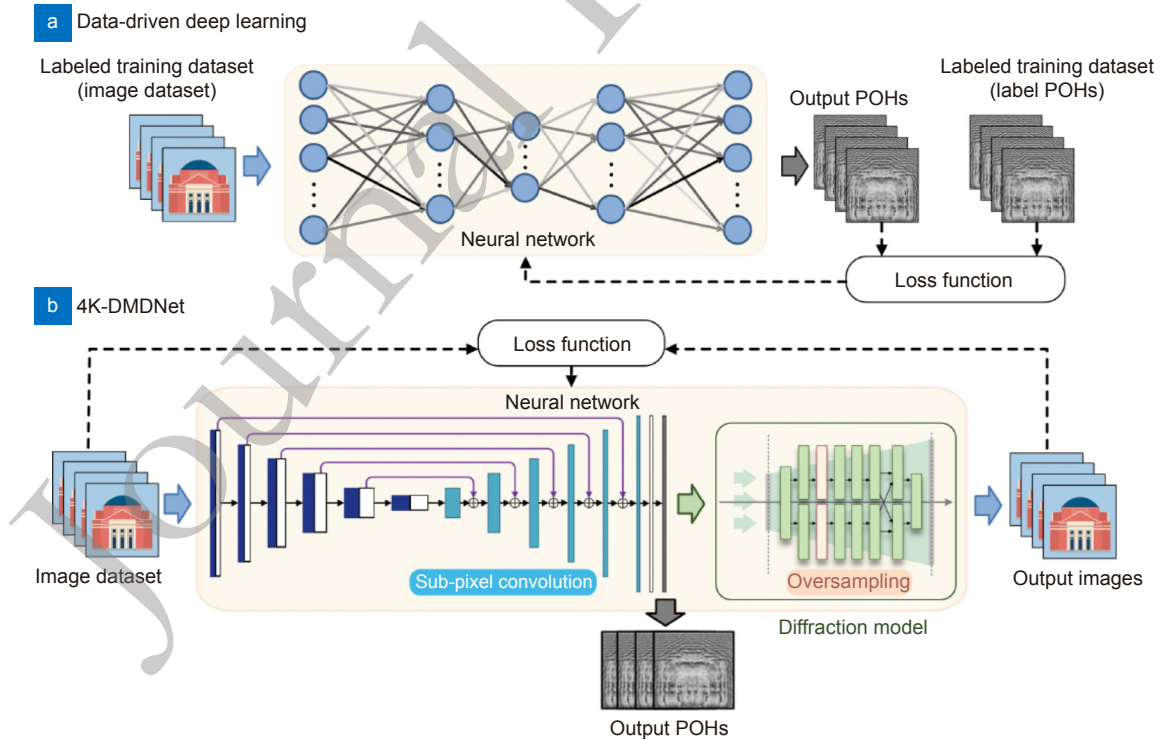 a Data-driven deep learning
Labeled training dataset
(image dataset)
Neural network
Output POHs
Labeled training dataset
(label POHs)
Loss function
b 4K-DMDNet
Loss function
Neural network
Image dataset
Sub-pixel convolution
Oversampling
Output images
Diffraction model
Output POHs
Journal